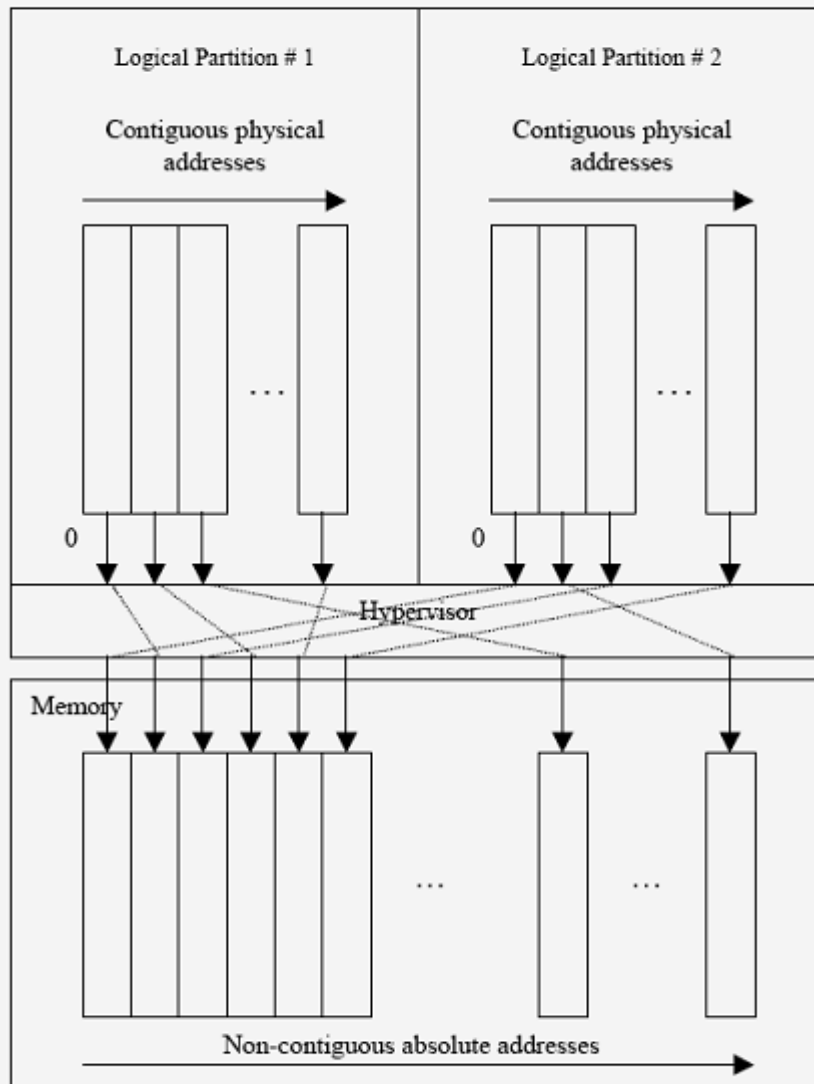 Logical Partition # 1
Logical Partition # 2
Contiguous physical
addresses
Contiguous physical
addresses
...
...
0
0
Hypervisor
Memory
...
...
Non-contiguous absolute addresses